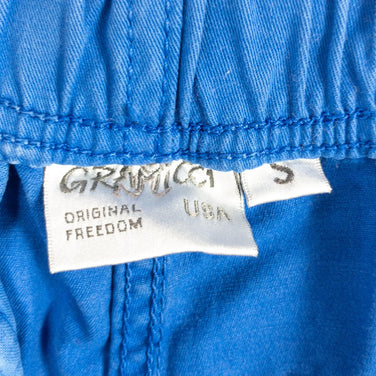 GRAMICCI
ORIGINAL USA
FREEDOM
S